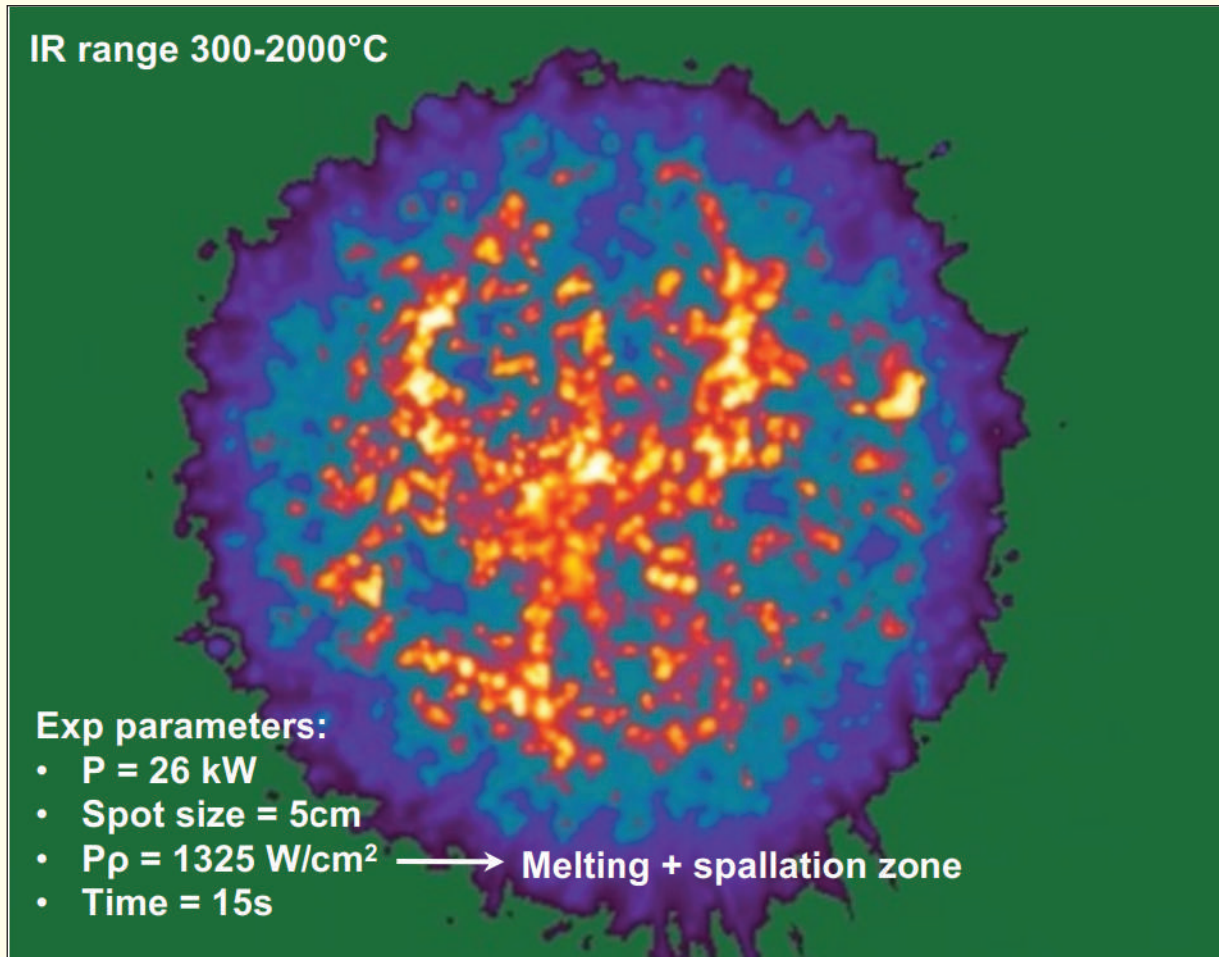 IR range 300-2000°C
Exp parameters:
• P = 26 kW
• Spot size = 5cm
• Pρ = 1325 W/cm² → Melting + spallation zone
• Time = 15s